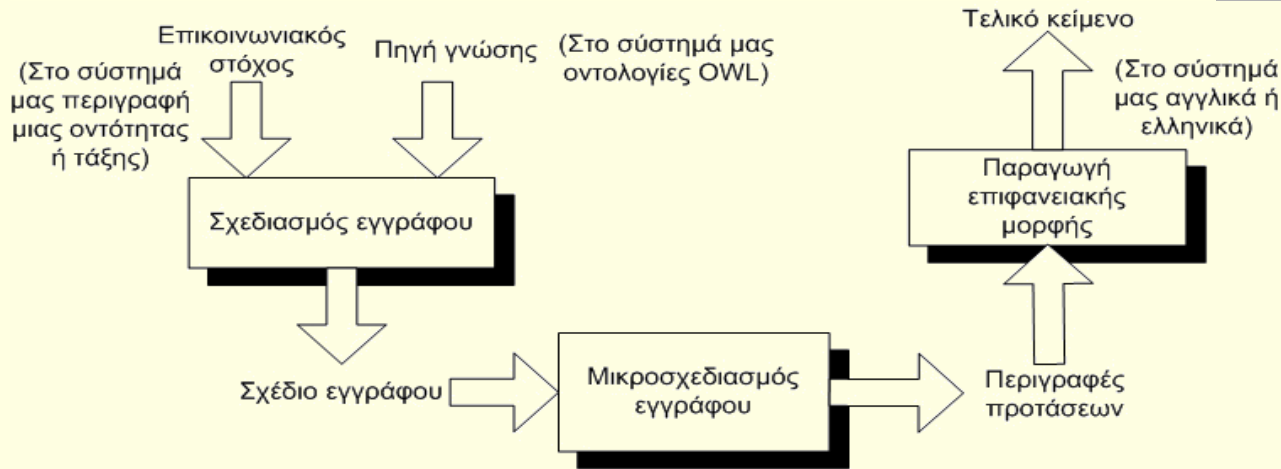 Επικοινωνιακός
στόχος
(Στο σύστημά
μας περιγραφή
μιας οντότητας
ή τάξης)
Πηγή γνώσης
(Στο σύστημά μας
οντολογίες OWL)
Σχεδιασμός εγγράφου
Σχέδιο εγγράφου
Μικροσχεδιασμός
εγγράφου
Περιγραφές
προτάσεων
Παραγωγή
επιφανειακής
μορφής
(Στο σύστημά
μας αγγλικά ή
ελληνικά)
Τελικό κείμενο